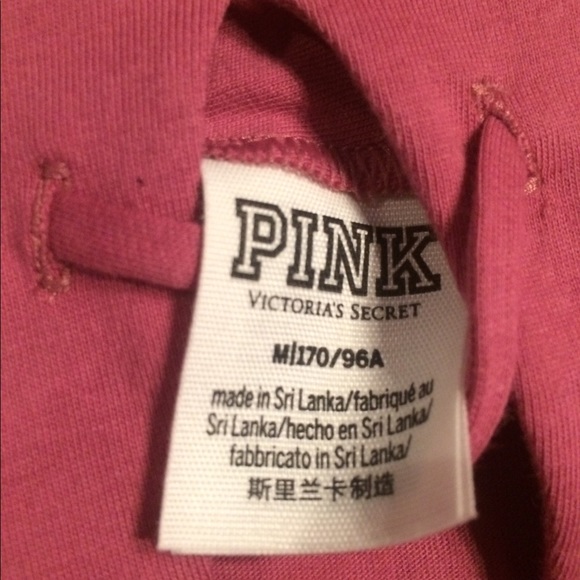 PINK
VICTORIA'S SECRET
M/170/96A
made in Sri Lanka/fabriqué au
Sri Lanka/hecho en Sri Lanka/
fabbricato in Sri Lanka/
斯里兰卡制造